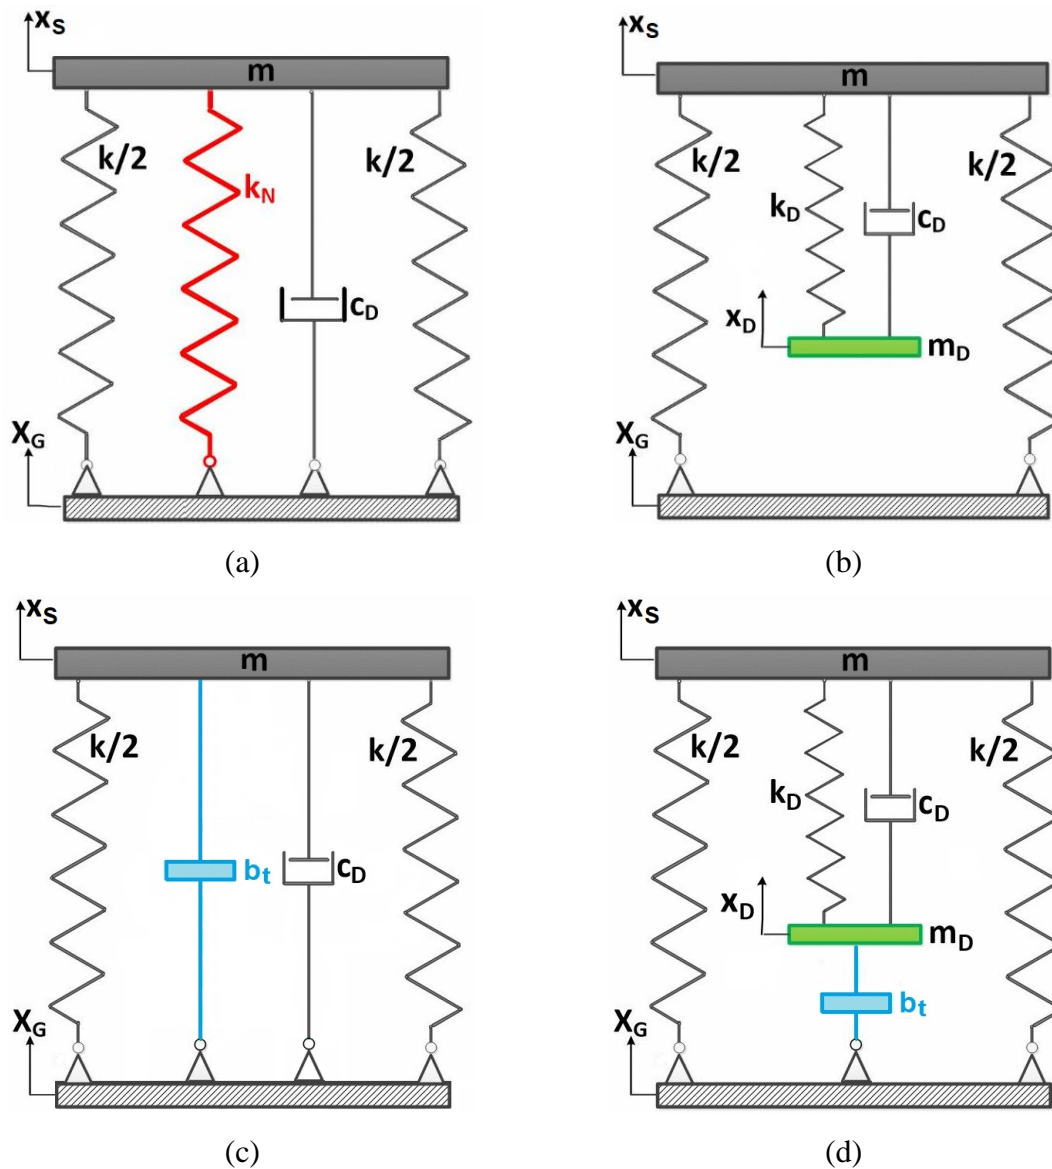 xS xS
m m
k/2 kN k/2 k/2 kD cD k/2
cD xD mD
XG XG
(a) (b)
xS xS
m m
k/2 k/2 k/2 kD cD k/2
bt cD xD mD
bt
XG XG
(c) (d)